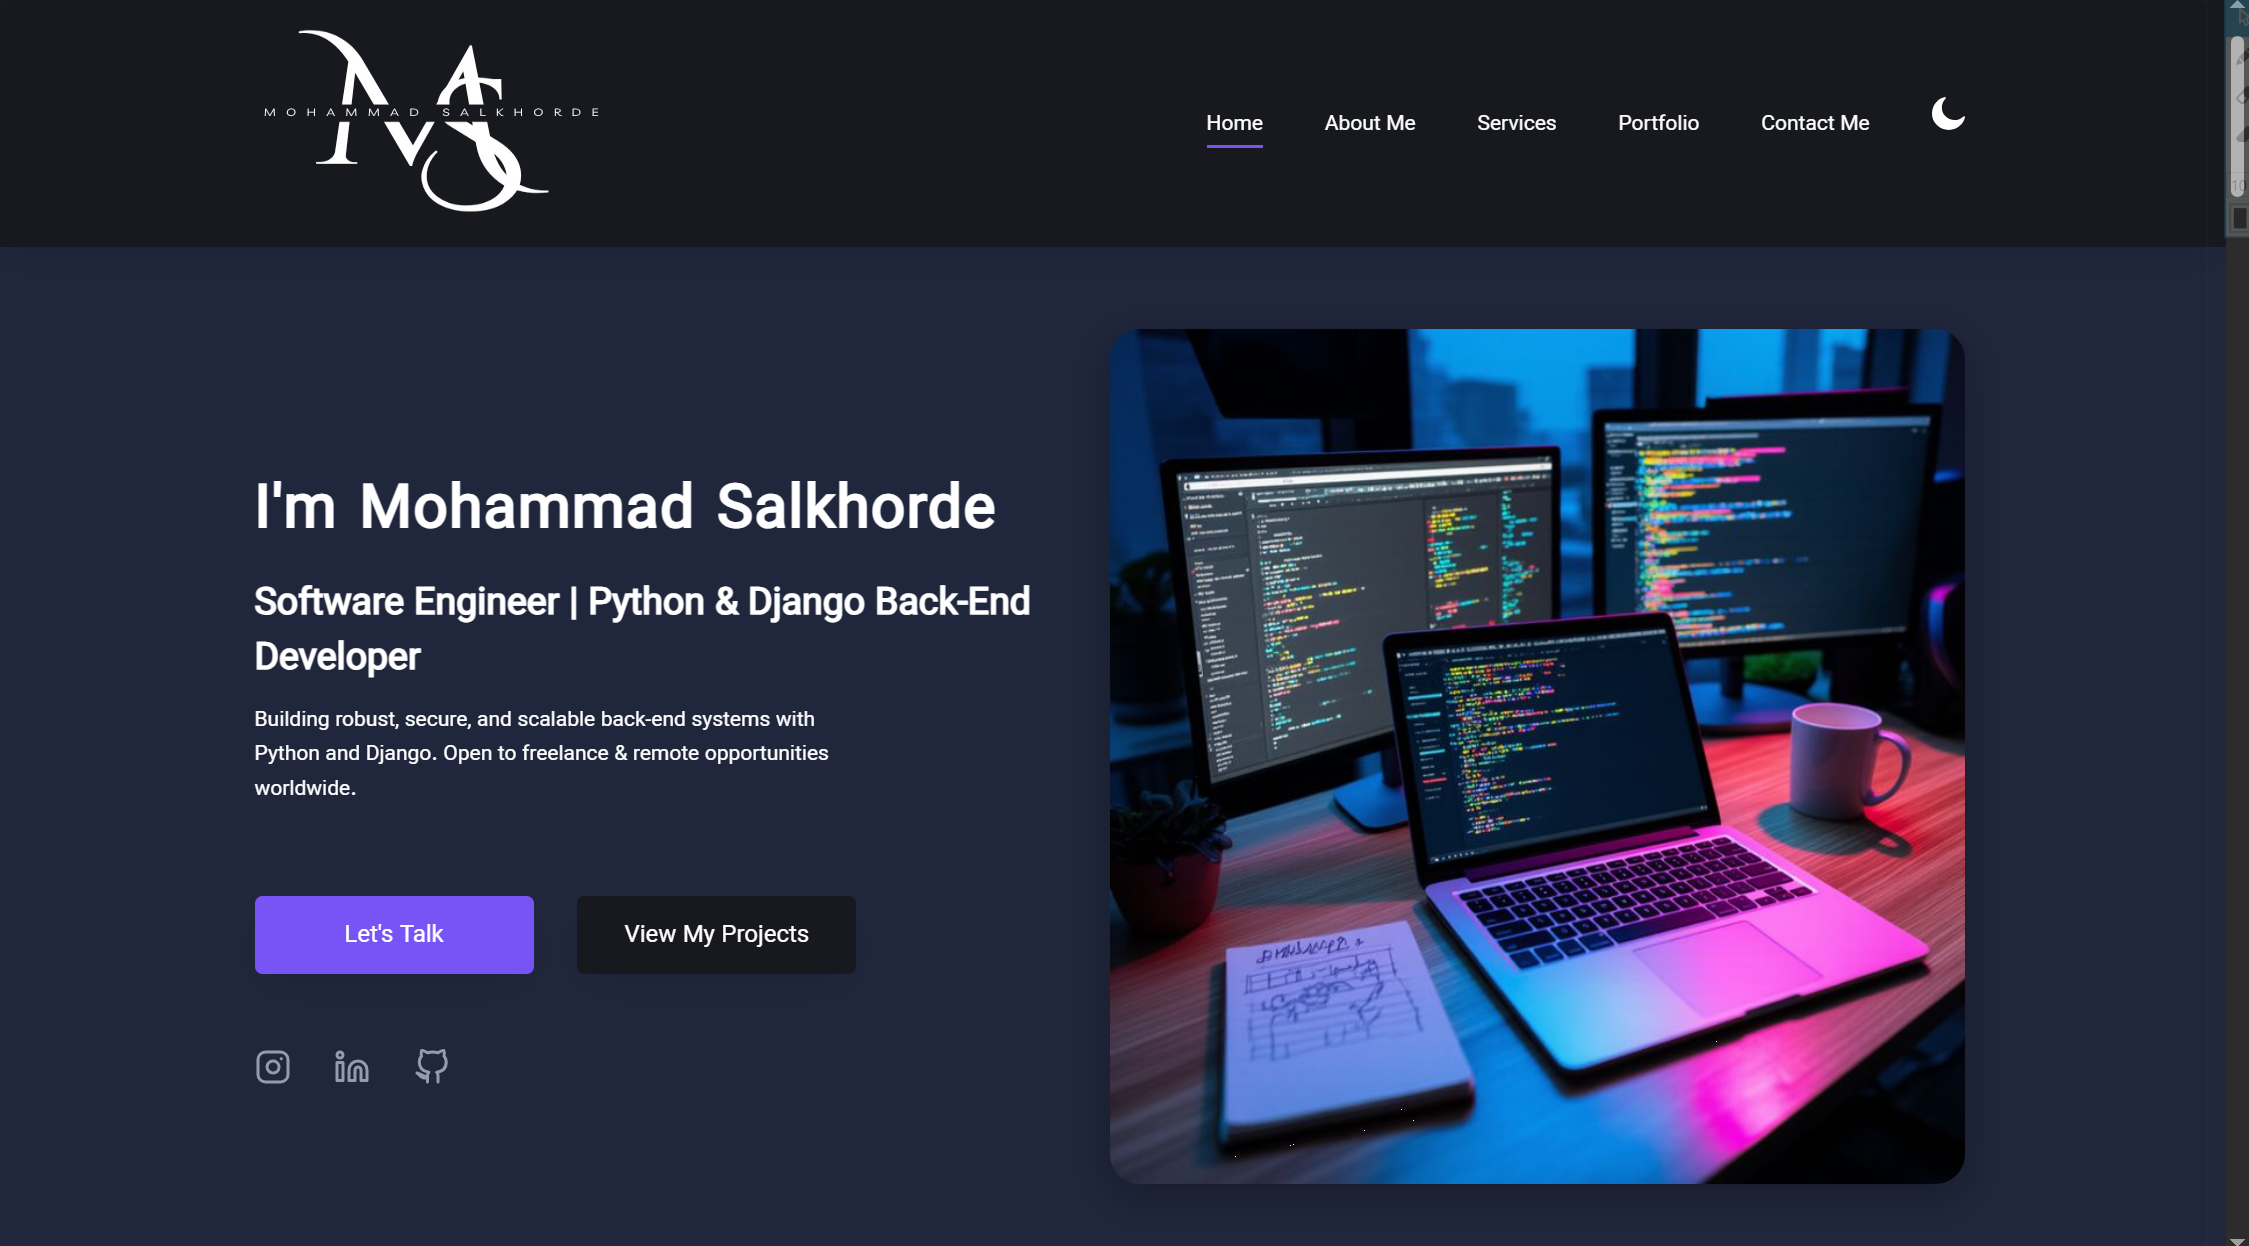 MOHAMMAD SALKHORDE
Home
About Me
Services
Portfolio
Contact Me
I'm Mohammad Salkhorde
Software Engineer | Python & Django Back-End
Developer
Building robust, secure, and scalable back-end systems with
Python and Django. Open to freelance & remote opportunities
worldwide.
Let's Talk
View My Projects